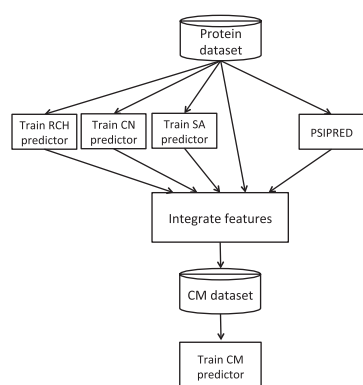 Protein
dataset
Train RCH
predictor
Train CN
predictor
Train SA
predictor
PSIPRED
Integrate features
CM dataset
Train CM
predictor